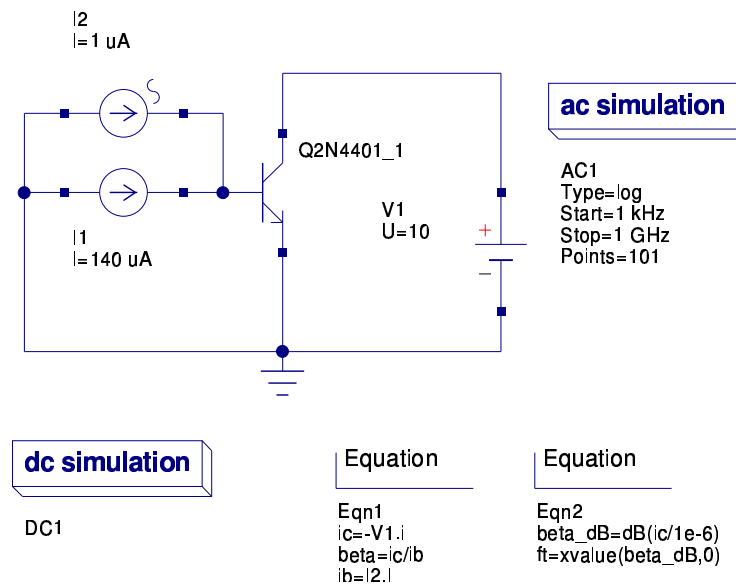 I2
I=1 uA
ac simulation
Q2N4401_1
AC1
Type=log
Start=1 kHz
Stop=1 GHz
Points=101
V1
U=10
+
−
I1
I=140 uA
dc simulation
DC1
Equation
Eqn1
ic=-V1.i
beta=ic/ib
ib=I2.I
Equation
Eqn2
beta_dB=dB(ic/1e-6)
ft=xvalue(beta_dB,0)